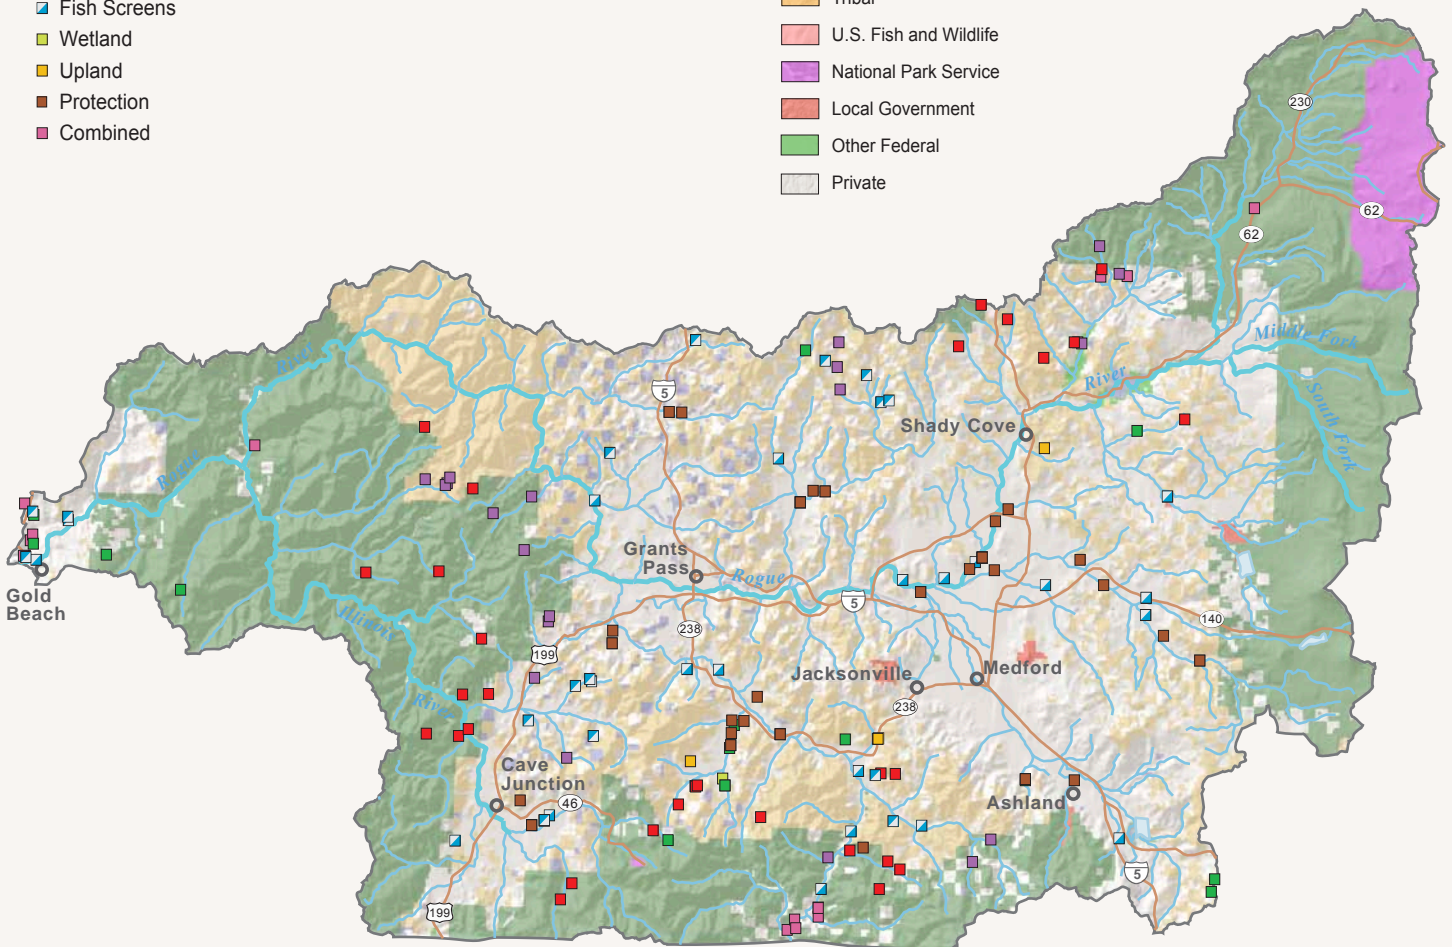 Fish Screens
Wetland
Upland
Protection
Combined
Tribal
U.S. Fish and Wildlife
National Park Service
Local Government
Other Federal
Private
230
62
62
Middle Fork
South Fork
River
River
5
Shady Cove
Rogue
Grants
Pass
Rogue
5
Gold
Beach
Illinois
238
199
140
Jacksonville
Medford
238
River
Cave
Junction
46
Ashland
5
199